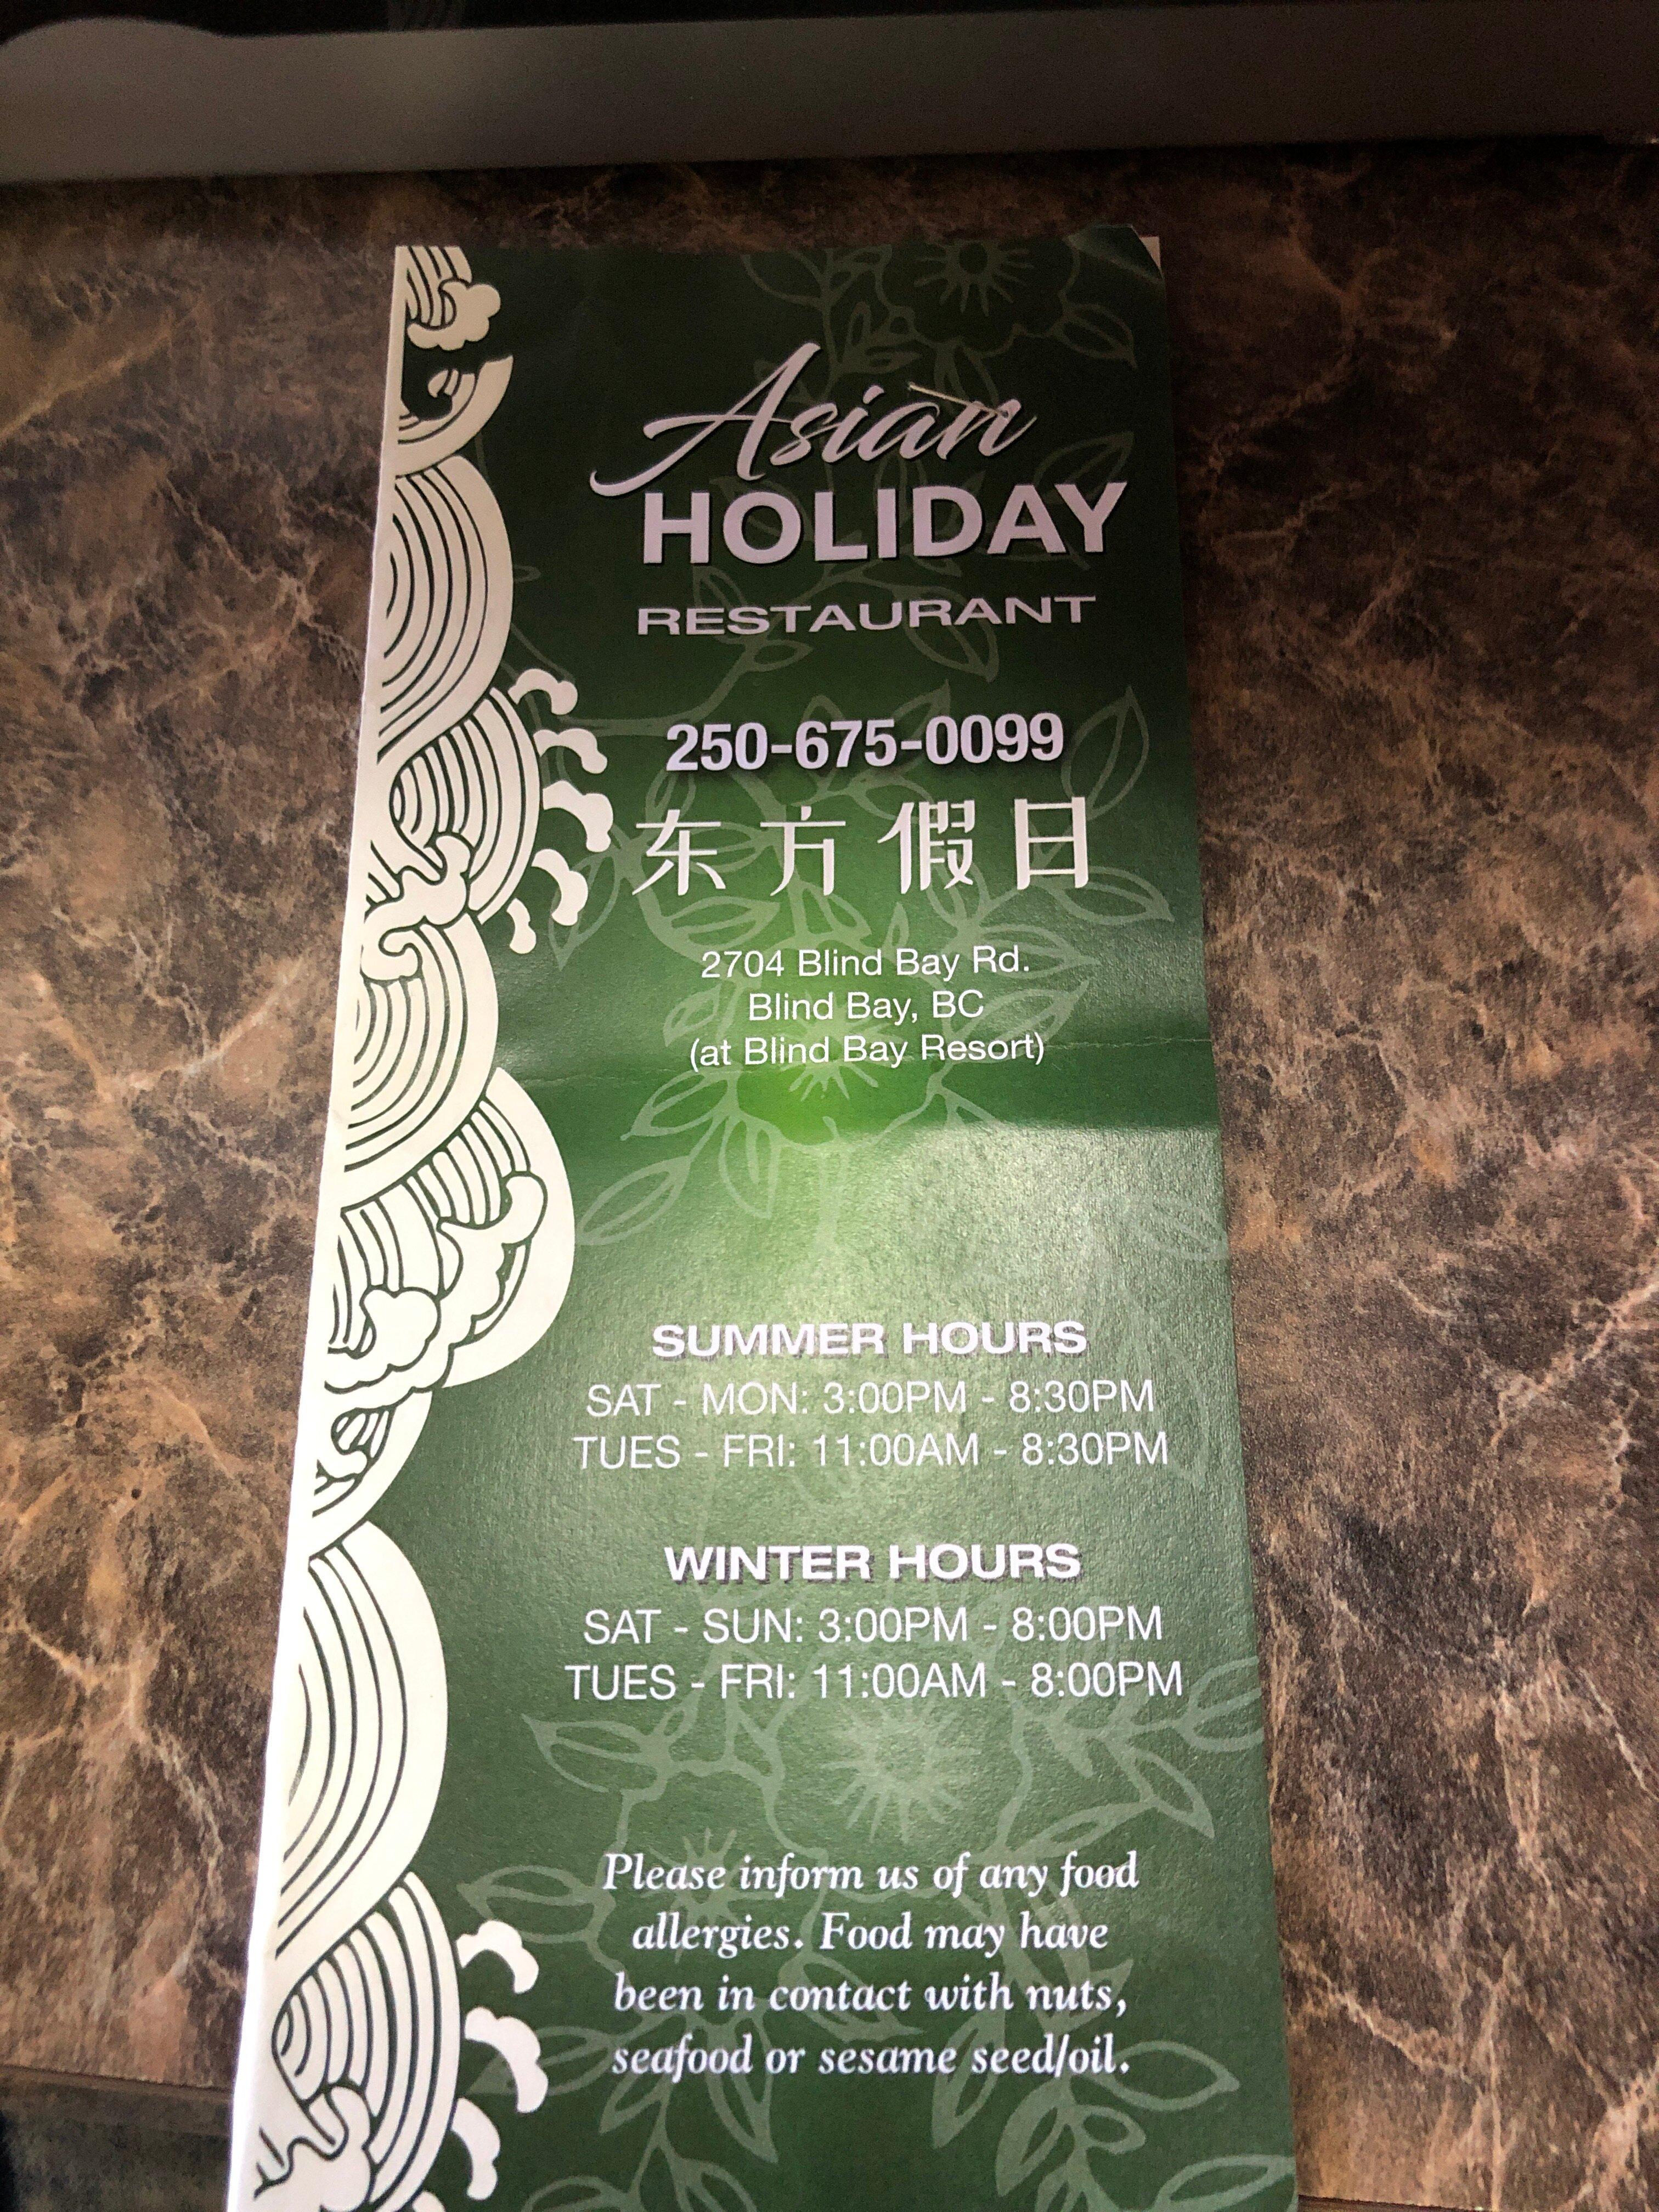 Asian
HOLIDAY
RESTAURANT
250-675-0099
东方假日
2704 Blind Bay Rd.
Blind Bay, BC
(at Blind Bay Resort)
SUMMER HOURS
SAT - MON: 3:00PM - 8:30PM
TUES - FRI: 11:00AM - 8:30PM
WINTER HOURS
SAT - SUN: 3:00PM - 8:00PM
TUES - FRI: 11:00AM - 8:00PM
Please inform us of any food
allergies. Food may have
been in contact with nuts,
seafood or sesame seed/oil.